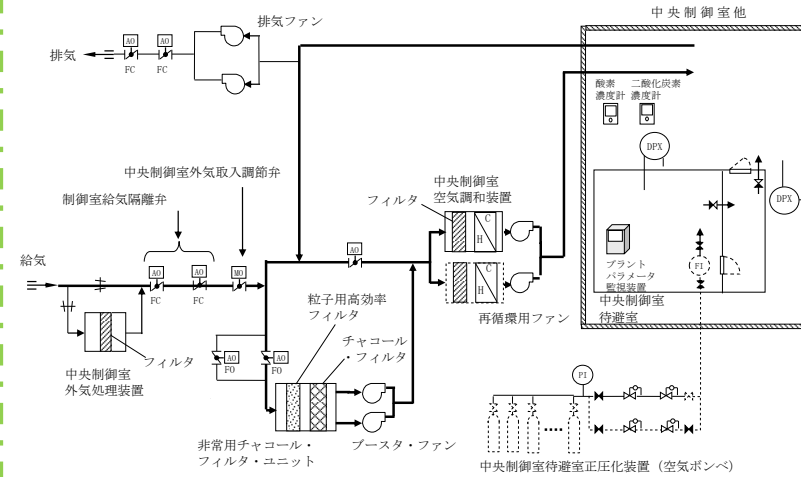 中央制御室他
排気ファン
排気
AO
AO
FC
FC
酸素
濃度計
二酸化炭素
濃度計
DPX
DPX
中央制御室外気取入調節弁
制御室給気隔離弁
フィルタ
中央制御室
空気調和装置
C
H
C
H
給気
AO
AO
MO
AO
FC
FC
FI
プラント
パラメータ
監視装置
中央制御室
待避室
再循環用ファン
粒子用高効率
フィルタ
チャコール
・フィルタ
フィルタ
中央制御室
外気処理装置
AO
FO
AO
FO
PI
非常用チャコール・
フィルタ・ユニット
ブースタ・ファン
中央制御室待避室正圧化装置（空気ボンベ）